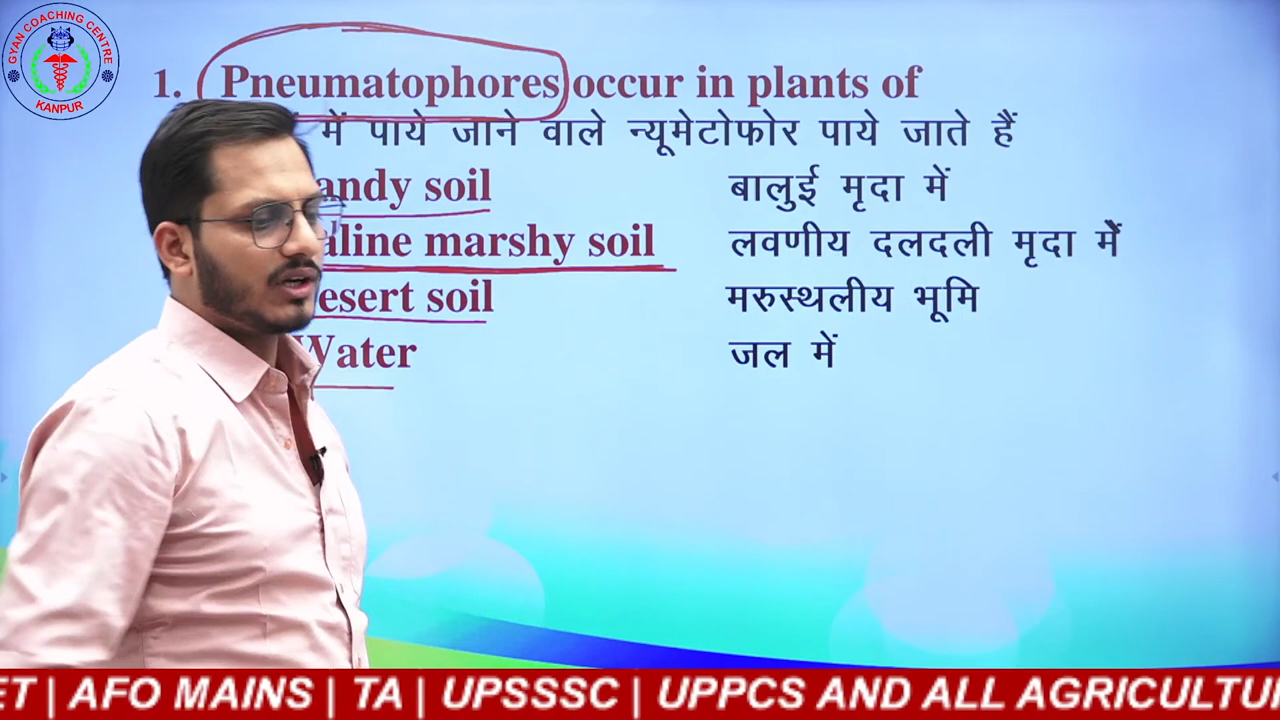 GYAN COACHING CENTRE
KANPUR
1. Pneumatophores occur in plants of
में पाये जाने वाले न्यूमेटोफोर पाये जाते हैं
andy soil बालुई मृदा में
aline marshy soil लवणीय दलदली मृदा में
esert soil मरुस्थलीय भूमि
Water जल में
ET | AFO MAINS | TA | UPSSSC | UPPCS AND ALL AGRICULTUR